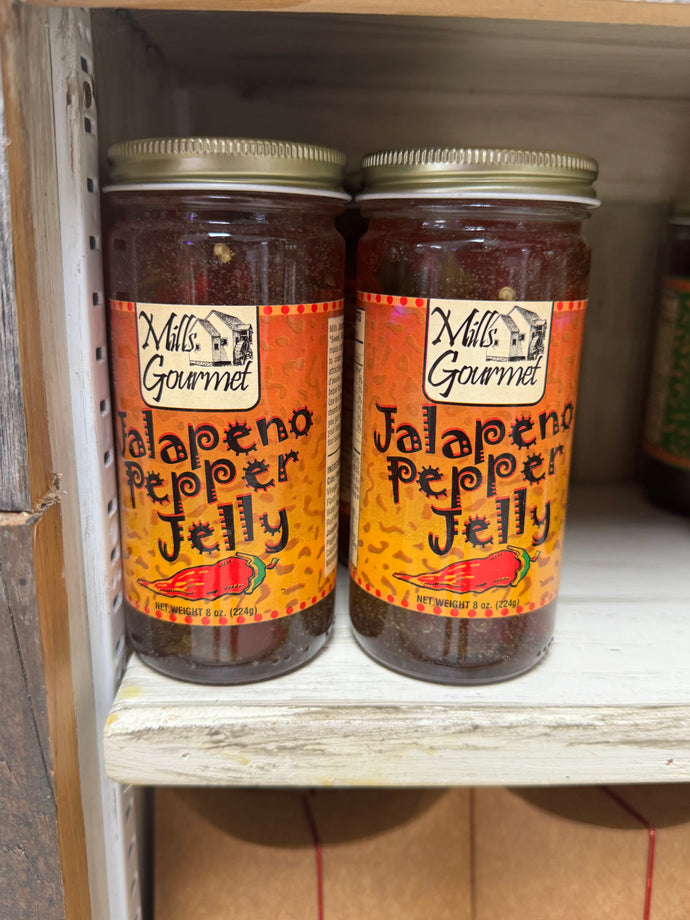 Mills
Gourmet
Jalapeno
Pepper
Jelly
NET WEIGHT 8 oz. (224g)
Mills
Gourmet
Jalapeno
Pepper
Jelly
NET WEIGHT 8 oz. (224g)